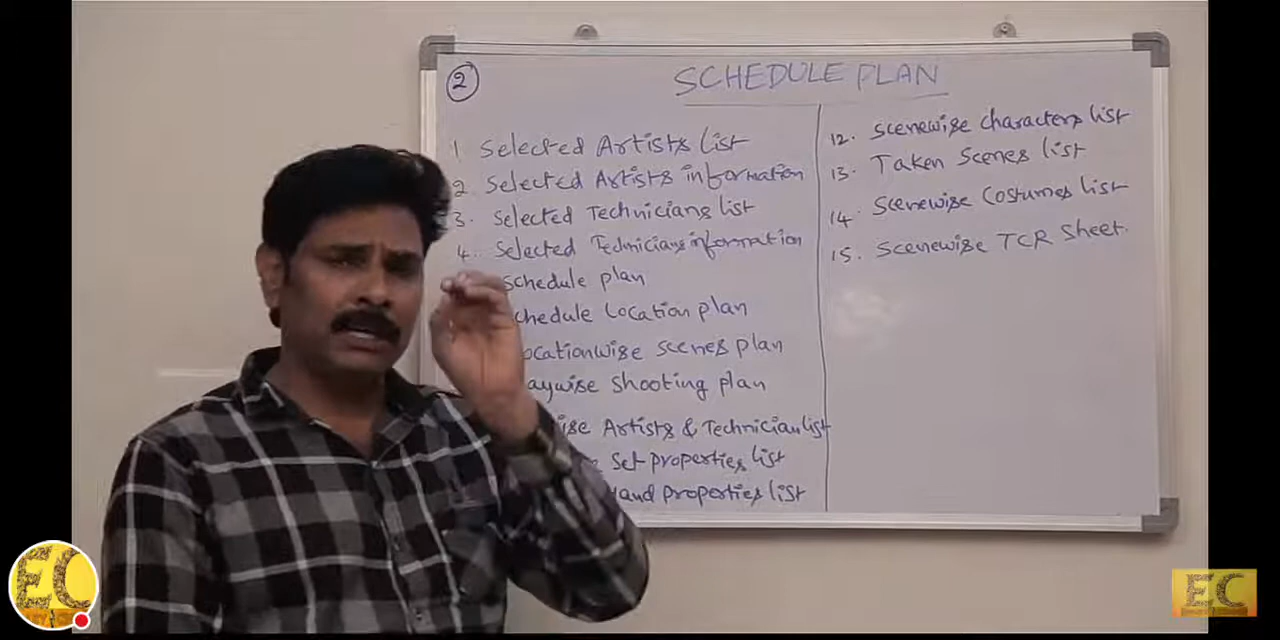 2
SCHEDULE PLAN
1 Selected Artists list
2 Selected Artists information
3. Selected Technicians list
4. Selected Technicians information
schedule plan
chedule location plan
ocationwise scenes plan
aywise shooting plan
ise Artists & Technician list
Set properties list
Hand properties list
12. scenewise characters list
13. Taken scenes list
14. scenewise costumes list
15. scenewise TCR sheet.
EC
EC